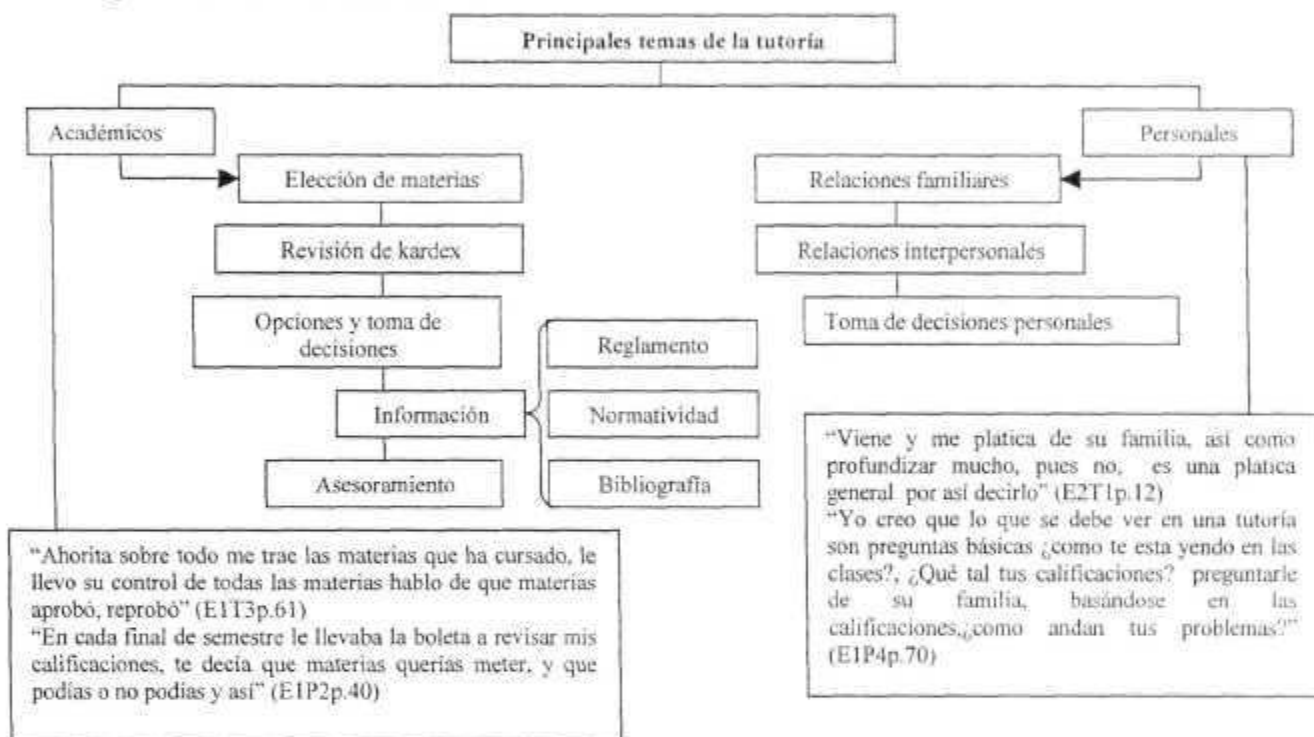 Principales temas de la tutoría
Académicos
Personales
Elección de materias
Revisión de kardex
Opciones y toma de
decisiones
Información
Asesoramiento
Reglamento
Normatividad
Bibliografía
Relaciones familiares
Relaciones interpersonales
Toma de decisiones personales
“Ahorita sobre todo me trae las materias que ha cursado, le
llevo su control de todas las materias hablo de que materias
aprobó, reprobó” (E1T3p.61)
“En cada final de semestre le llevaba la boleta a revisar mis
calificaciones, te decía que materias querías meter, y que
podías o no podías y así” (E1P2p.40)
“Viene y me platica de su familia, así como
profundizar mucho, pues no, es una platica
general por así decirlo” (E2T1p.12)
“Yo creo que lo que se debe ver en una tutoría
son preguntas básicas ¿como te esta yendo en las
clases?, ¿Qué tal tus calificaciones? preguntarle
de su familia, basándose en las
calificaciones,¿como andan tus problemas?”
(E1P4p.70)